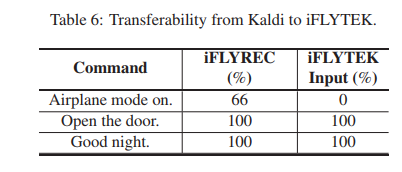 Table 6: Transferability from Kaldi to iFLYTEK.
Command iFLYREC (%) iFLYTEK Input (%)
Airplane mode on. 66 0
Open the door. 100 100
Good night. 100 100